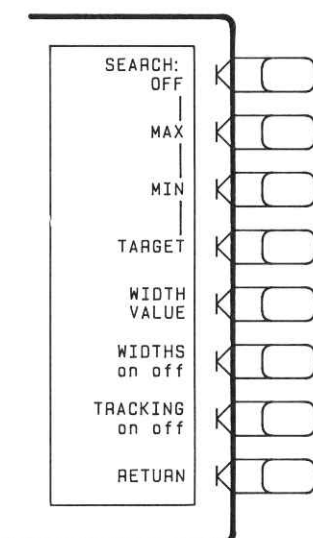 SEARCH:
OFF
MAX
MIN
TARGET
WIDTH
VALUE
WIDTHS
on off
TRACKING
on off
RETURN